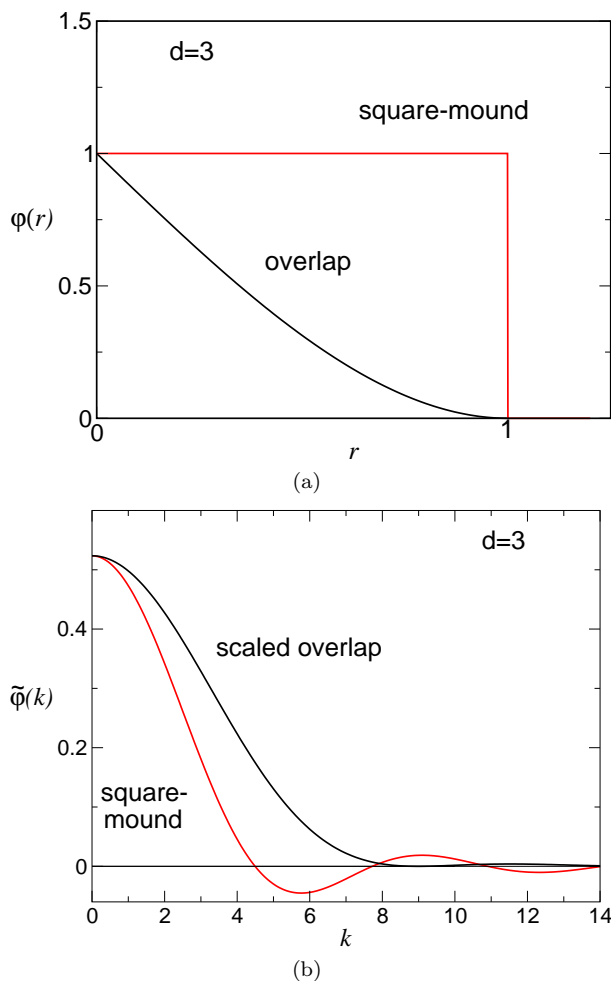 1.5
d=3
square-mound
1
φ(r)
overlap
0.5
0
0
1
r
(a)
d=3
0.4
scaled overlap
φ̃(k)
0.2
square-
mound
0
0 2 4 6 8 10 12 14
k
(b)